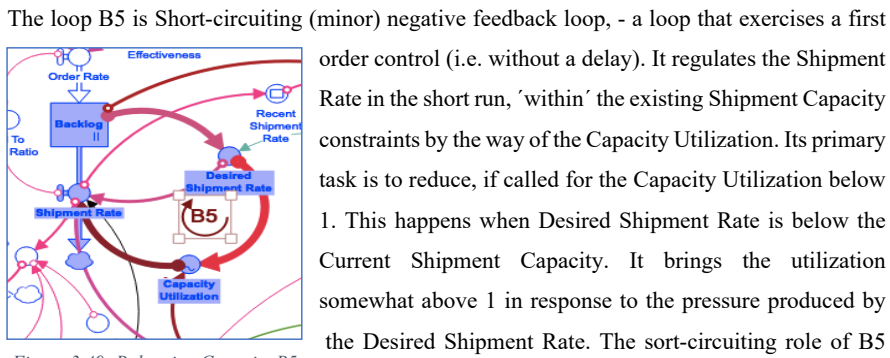 The loop B5 is Short-circuiting (minor) negative feedback loop, - a loop that exercises a first
order control (i.e. without a delay). It regulates the Shipment
Rate in the short run, ´within´ the existing Shipment Capacity
constraints by the way of the Capacity Utilization. Its primary
task is to reduce, if called for the Capacity Utilization below
1. This happens when Desired Shipment Rate is below the
Current Shipment Capacity. It brings the utilization
somewhat above 1 in response to the pressure produced by
the Desired Shipment Rate. The sort-circuiting role of B5
Effectiveness
Order Rate
Backlog
To
Ratio
Recent
Shipment
Rate
Desired
Shipment Rate
Shipment Rate
B5
Capacity
Utilization